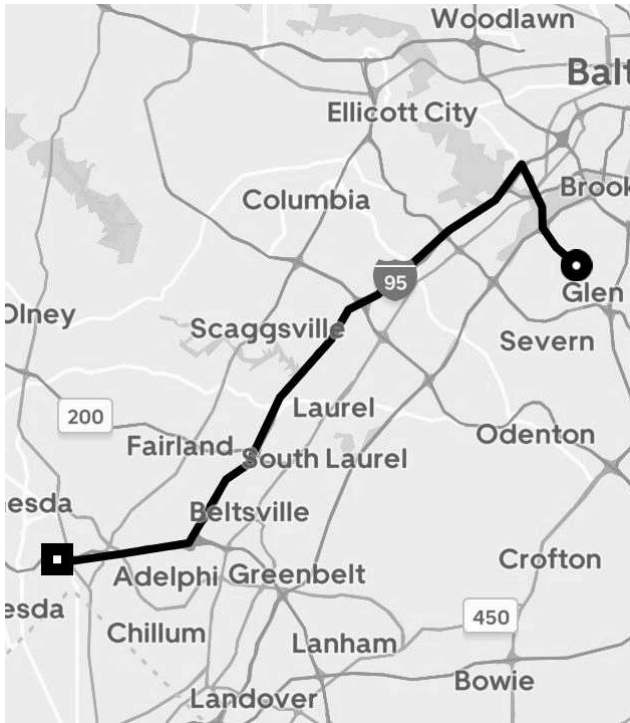 Woodlawn
Balt
Ellicott City
Brook
Columbia
95
Glen
Olney
Scaggsville
Severn
Laurel
200
Odenton
Fairland
South Laurel
esda
Beltsville
Crofton
Adelphi
Greenbelt
esda
450
Chillum
Lanham
Bowie
Landover